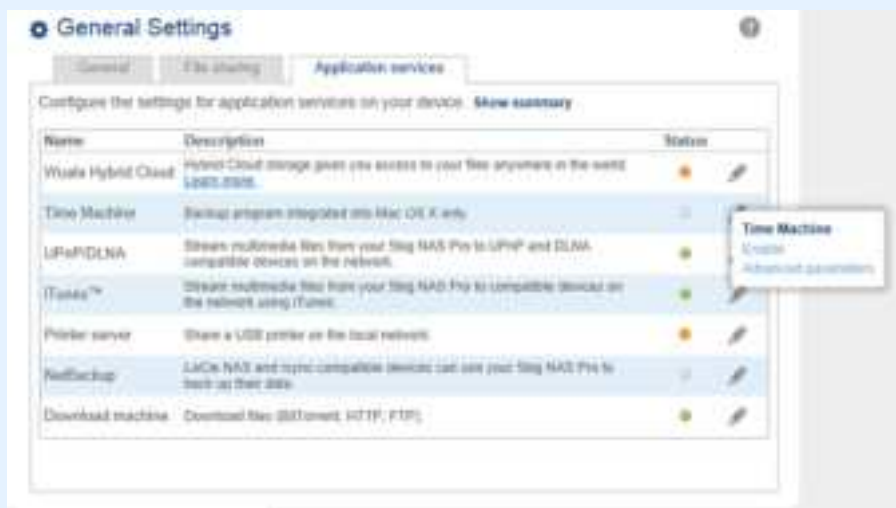 General Settings
General File sharing Application services
Configure the settings for application services on your device. Show summary
Name Description Status
Wuala Hybrid Cloud Hybrid Cloud storage gives you access to your files anywhere in the world.
Learn more.
Time Machine Backup program integrated into Mac OS X only.
UPnP/DLNA Stream multimedia files from your 5big NAS Pro to UPnP and DLNA
compatible devices on the network.
iTunes™ Stream multimedia files from your 5big NAS Pro to compatible devices on
the network using iTunes.
Printer server Share a USB printer on the local network.
NetBackup LaCie NAS and rsync compatible devices can use your 5big NAS Pro to
back up their data.
Download machine Download files (BitTorrent, HTTP, FTP).
Time Machine
Enable
Advanced parameters